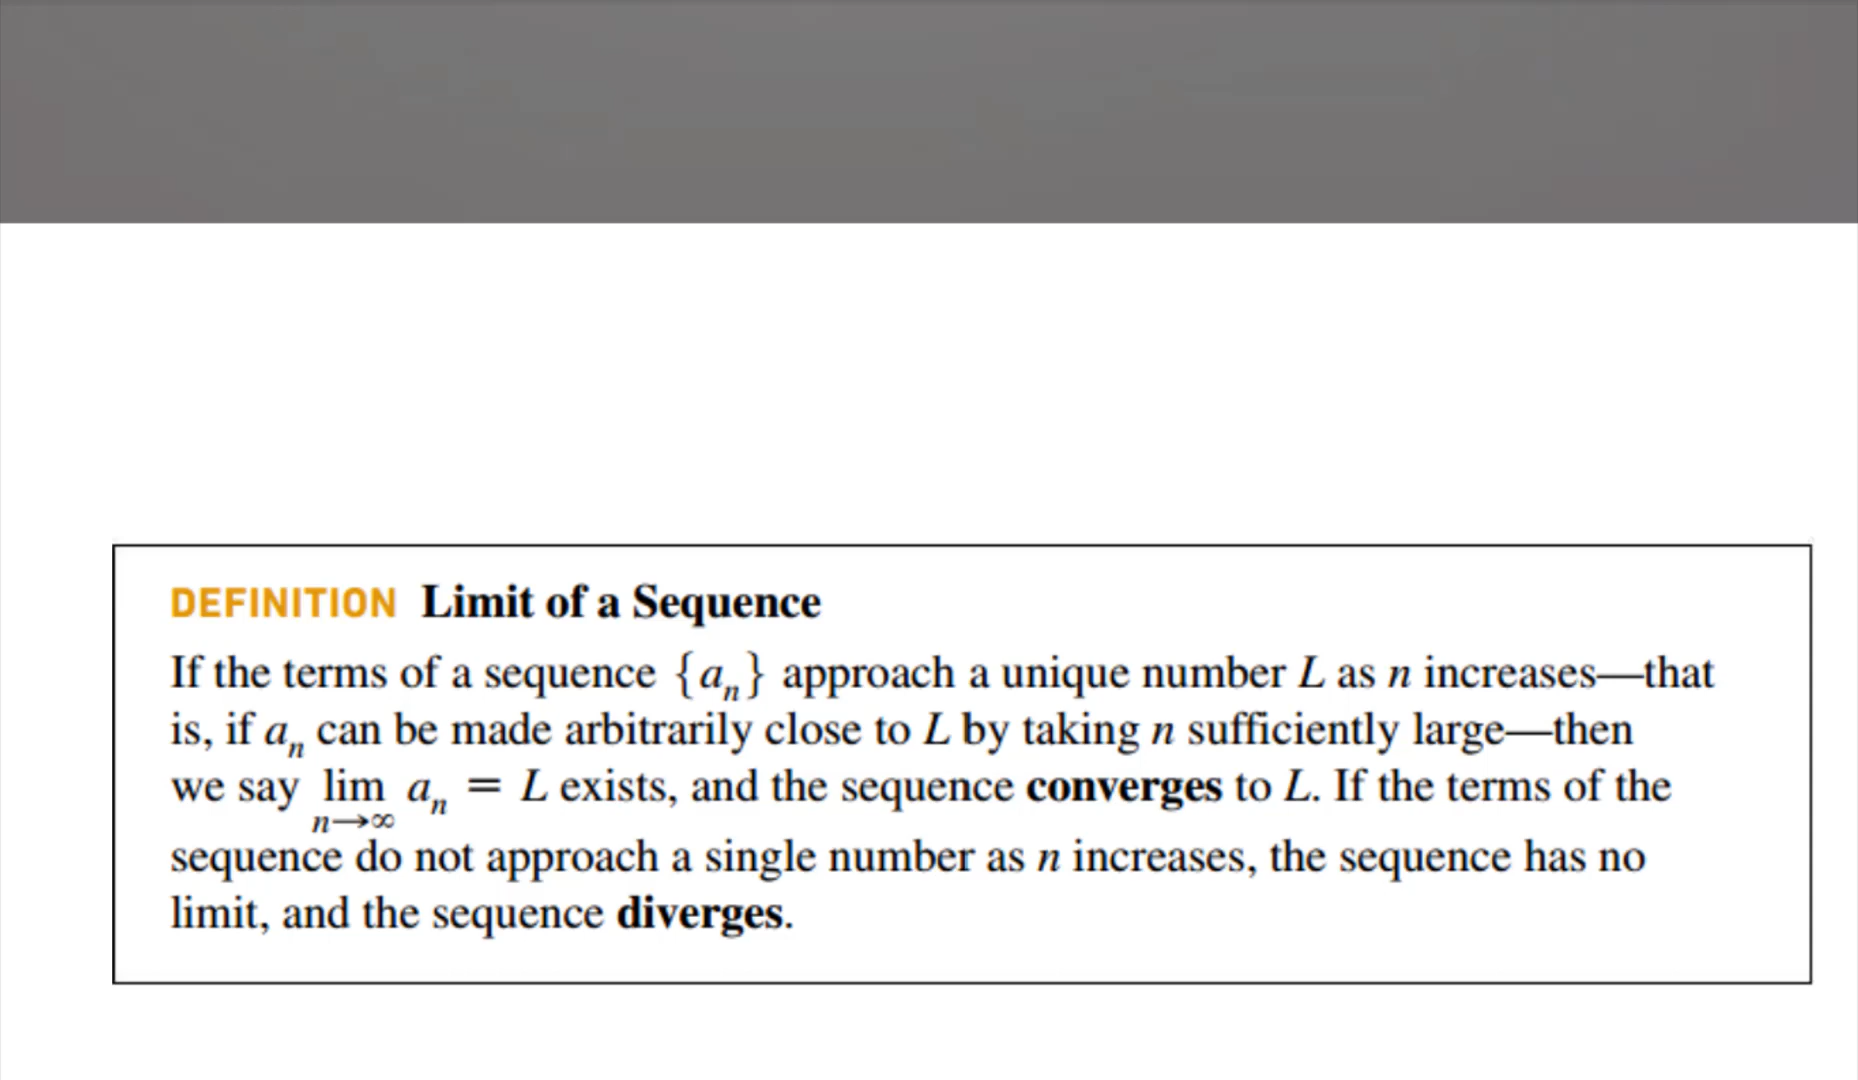 DEFINITION Limit of a Sequence
If the terms of a sequence {aₙ} approach a unique number L as n increases—that
is, if aₙ can be made arbitrarily close to L by taking n sufficiently large—then
we say lim aₙ = L exists, and the sequence converges to L. If the terms of the
n→∞
sequence do not approach a single number as n increases, the sequence has no
limit, and the sequence diverges.